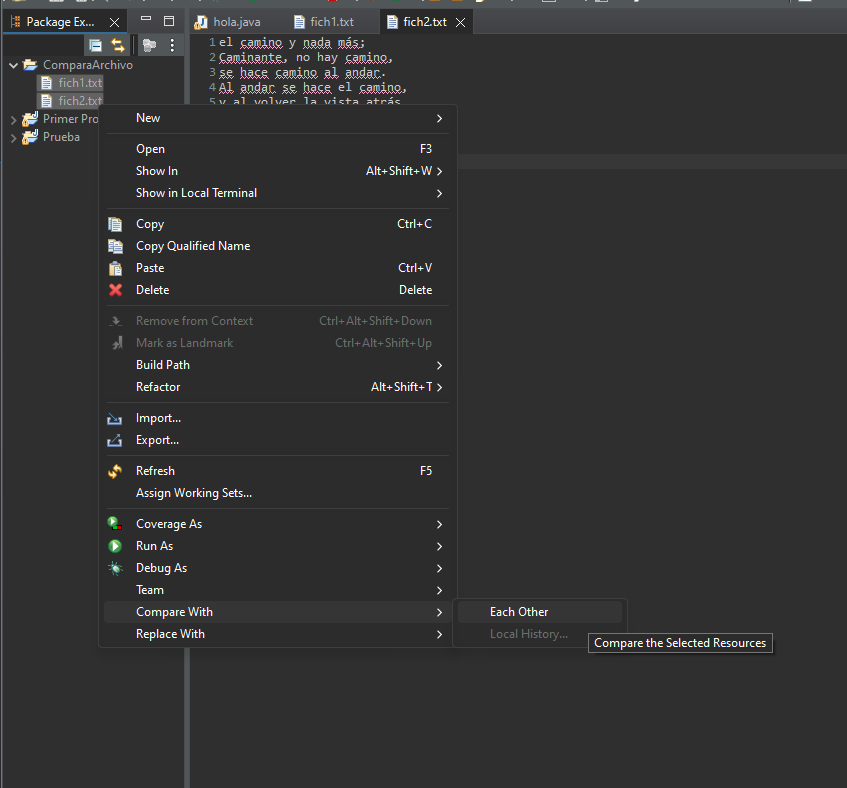 Package Ex...
hola.java
fich1.txt
fich2.txt
ComparaArchivo
fich1.txt
fich2.txt
Primer Pro
Prueba
1 el camino y nada más;
2 Caminante, no hay camino,
3 se hace camino al andar.
4 Al andar se hace el camino,
5 y al volver la vista atrás
New
Open F3
Show In Alt+Shift+W
Show in Local Terminal
Copy Ctrl+C
Copy Qualified Name
Paste Ctrl+V
Delete Delete
Remove from Context Ctrl+Alt+Shift+Down
Mark as Landmark Ctrl+Alt+Shift+Up
Build Path
Refactor Alt+Shift+T
Import...
Export...
Refresh F5
Assign Working Sets...
Coverage As
Run As
Debug As
Team
Compare With
Replace With
Each Other
Local History...
Compare the Selected Resources